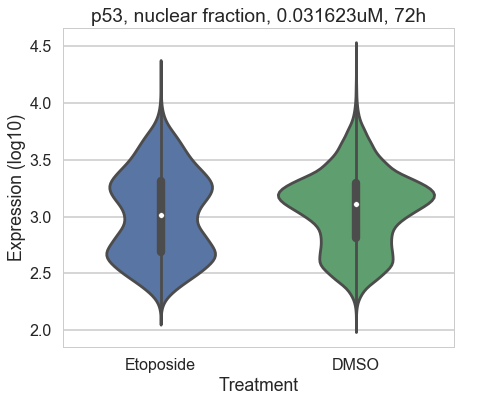 p53, nuclear fraction, 0.031623uM, 72h
Expression (log10)
4.5
4.0
3.5
3.0
2.5
2.0
Etoposide DMSO
Treatment